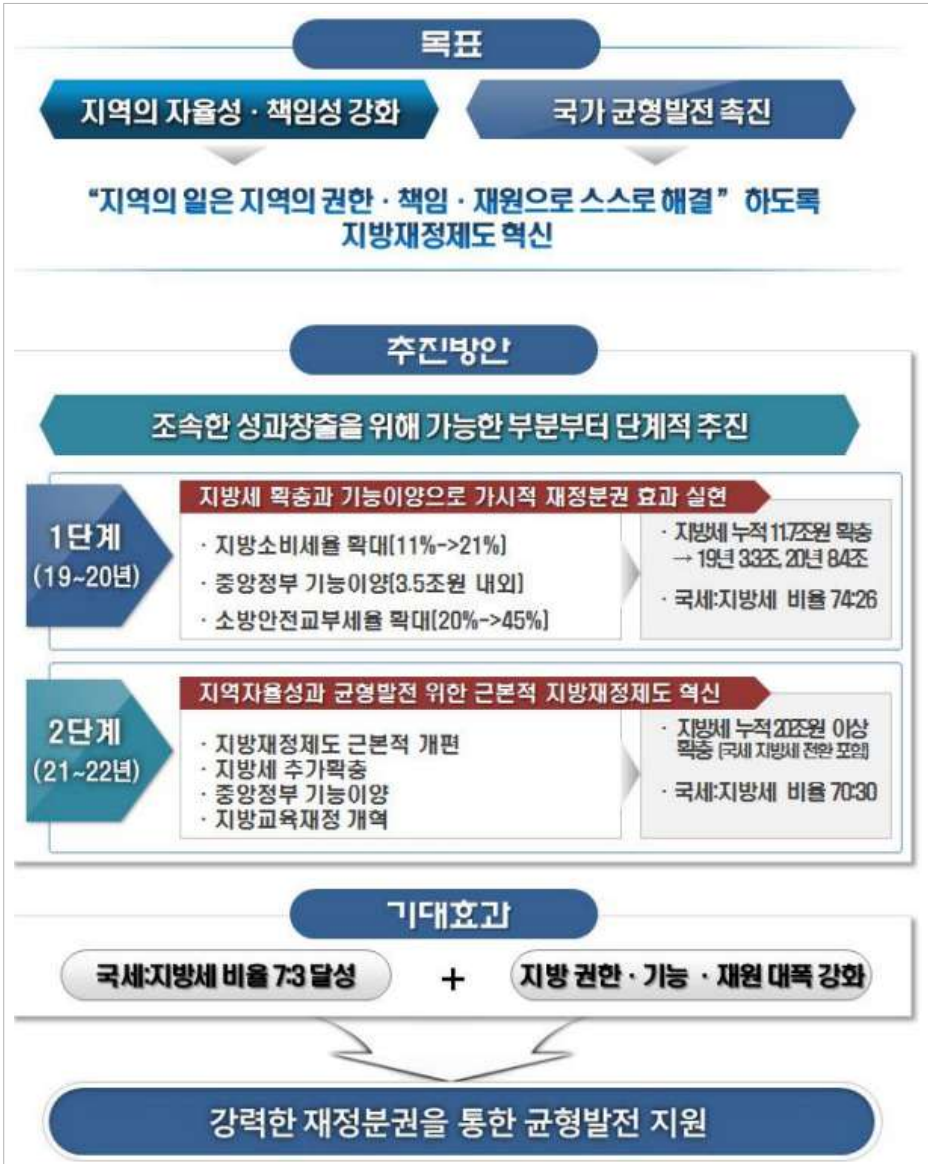 목표
지역의 자율성 · 책임성 강화
국가 균형발전 촉진
“지역의 일은 지역의 권한 · 책임 · 재원으로 스스로 해결” 하도록
지방재정제도 혁신
추진방안
조속한 성과창출을 위해 가능한 부분부터 단계적 추진
1단계
(19~20년)
지방세 확충과 기능이양으로 가시적 재정분권 효과 실현
· 지방소비세율 확대(11%->21%)
· 중앙정부 기능이양(3.5조원 내외)
· 소방안전교부세율 확대(20%->45%)
· 지방세 누적 11.7조원 확충
→ 19년 3.3조, 20년 8.4조
· 국세:지방세 비율 74:26
2단계
(21~22년)
지역자율성과 균형발전 위한 근본적 지방재정제도 혁신
· 지방재정제도 근본적 개편
· 지방세 추가확충
· 중앙정부 기능이양
· 지방교육재정 개혁
· 지방세 누적 20조원 이상
확충 (국세 지방세 전환 포함)
· 국세:지방세 비율 70:30
기대효과
국세:지방세 비율 7:3 달성
+
지방 권한 · 기능 · 재원 대폭 강화
강력한 재정분권을 통한 균형발전 지원